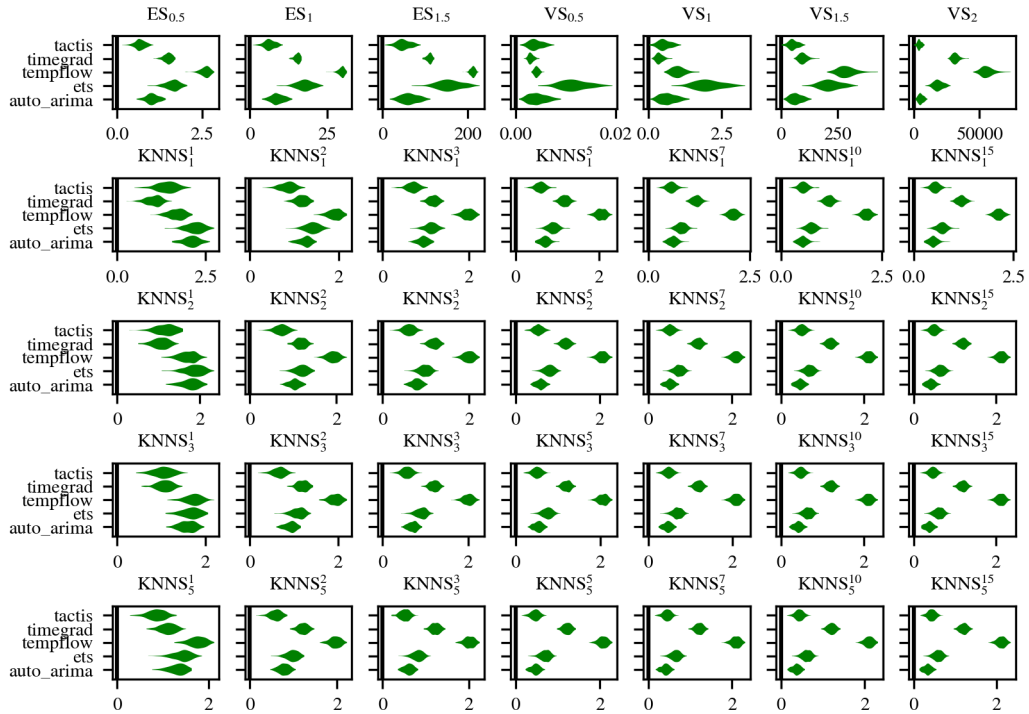 ES0.5 ES1 ES1.5 VS0.5 VS1 VS1.5 VS2
tactis
timegrad
tempflow
ets
auto_arima
0.0 2.5 0 25 0 200 0.00 0.02 0.0 2.5 0 250 0 50000
KNNS₁¹ KNNS₁² KNNS₁³ KNNS₁⁵ KNNS₁⁷ KNNS₁¹⁰ KNNS₁¹⁵
tactis
timegrad
tempflow
ets
auto_arima
0.0 2.5 0 2 0 2 0 2 0.0 2.5 0.0 2.5 0.0 2.5
KNNS₂¹ KNNS₂² KNNS₂³ KNNS₂⁵ KNNS₂⁷ KNNS₂¹⁰ KNNS₂¹⁵
tactis
timegrad
tempflow
ets
auto_arima
0 2 0 2 0 2 0 2 0 2 0 2 0 2
KNNS₃¹ KNNS₃² KNNS₃³ KNNS₃⁵ KNNS₃⁷ KNNS₃¹⁰ KNNS₃¹⁵
tactis
timegrad
tempflow
ets
auto_arima
0 2 0 2 0 2 0 2 0 2 0 2 0 2
KNNS₅¹ KNNS₅² KNNS₅³ KNNS₅⁵ KNNS₅⁷ KNNS₅¹⁰ KNNS₅¹⁵
tactis
timegrad
tempflow
ets
auto_arima
0 2 0 2 0 2 0 2 0 2 0 2 0 2